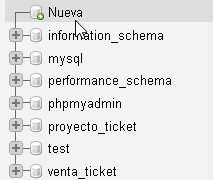 Nueva
information_schema
mysql
performance_schema
phpmyadmin
proyecto_ticket
test
venta_ticket